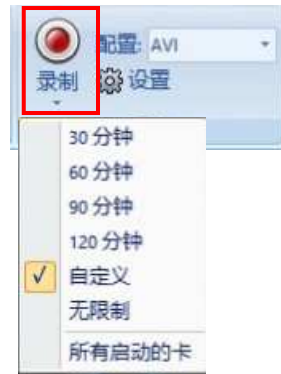 配置: AVI
录制
设置
30 分钟
60 分钟
90 分钟
120 分钟
自定义
无限制
所有启动的卡